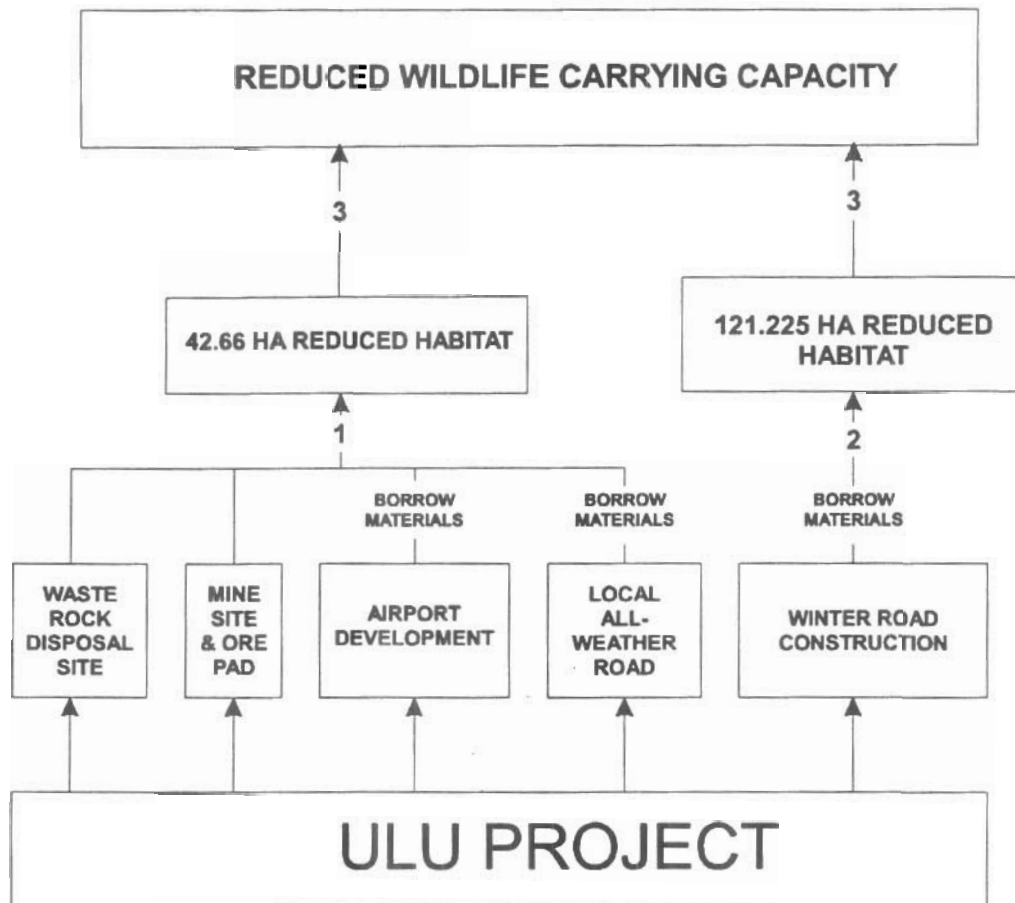 REDUCED WILDLIFE CARRYING CAPACITY
3
3
42.66 HA REDUCED HABITAT
121.225 HA REDUCED
HABITAT
1
2
BORROW
MATERIALS
BORROW
MATERIALS
BORROW
MATERIALS
WASTE
ROCK
DISPOSAL
SITE
MINE
SITE
& ORE
PAD
AIRPORT
DEVELOPMENT
LOCAL
ALL-
WEATHER
ROAD
WINTER ROAD
CONSTRUCTION
ULU PROJECT